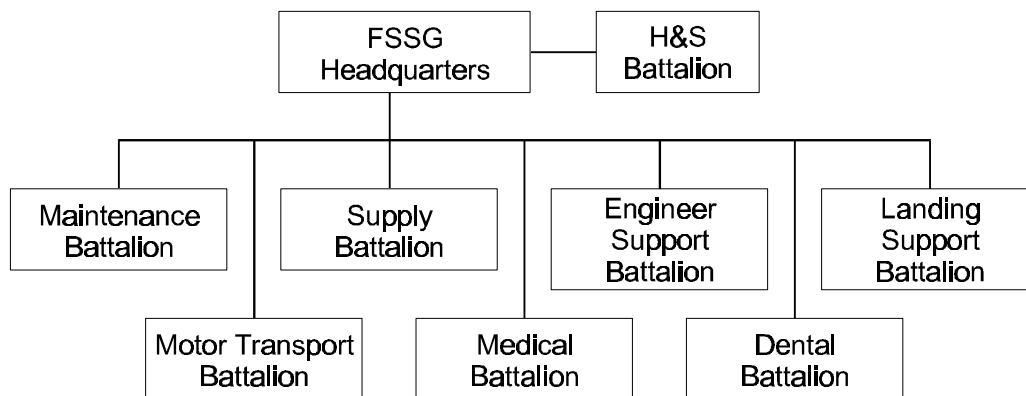 FSSG
Headquarters
H&S
Battalion
Maintenance
Battalion
Supply
Battalion
Engineer
Support
Battalion
Landing
Support
Battalion
Motor Transport
Battalion
Medical
Battalion
Dental
Battalion